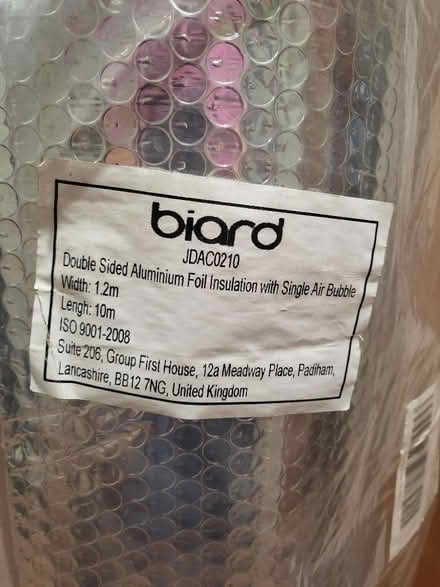 biard
JDAC0210
Double Sided Aluminium Foil Insulation with Single Air Bubble
Width: 1.2m
Lengh: 10m
ISO 9001-2008
Suite 206, Group First House, 12a Meadway Place, Padiham,
Lancashire, BB12 7NG, United Kingdom